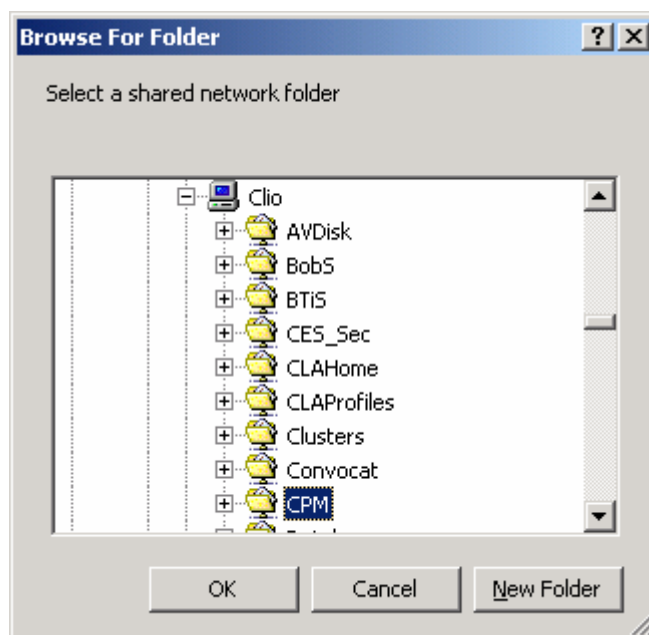 Browse For Folder
Select a shared network folder
Clio
AVDisk
BobS
BTiS
CES_Sec
CLAHome
CLAProfiles
Clusters
Convocat
CPM
OK
Cancel
New Folder